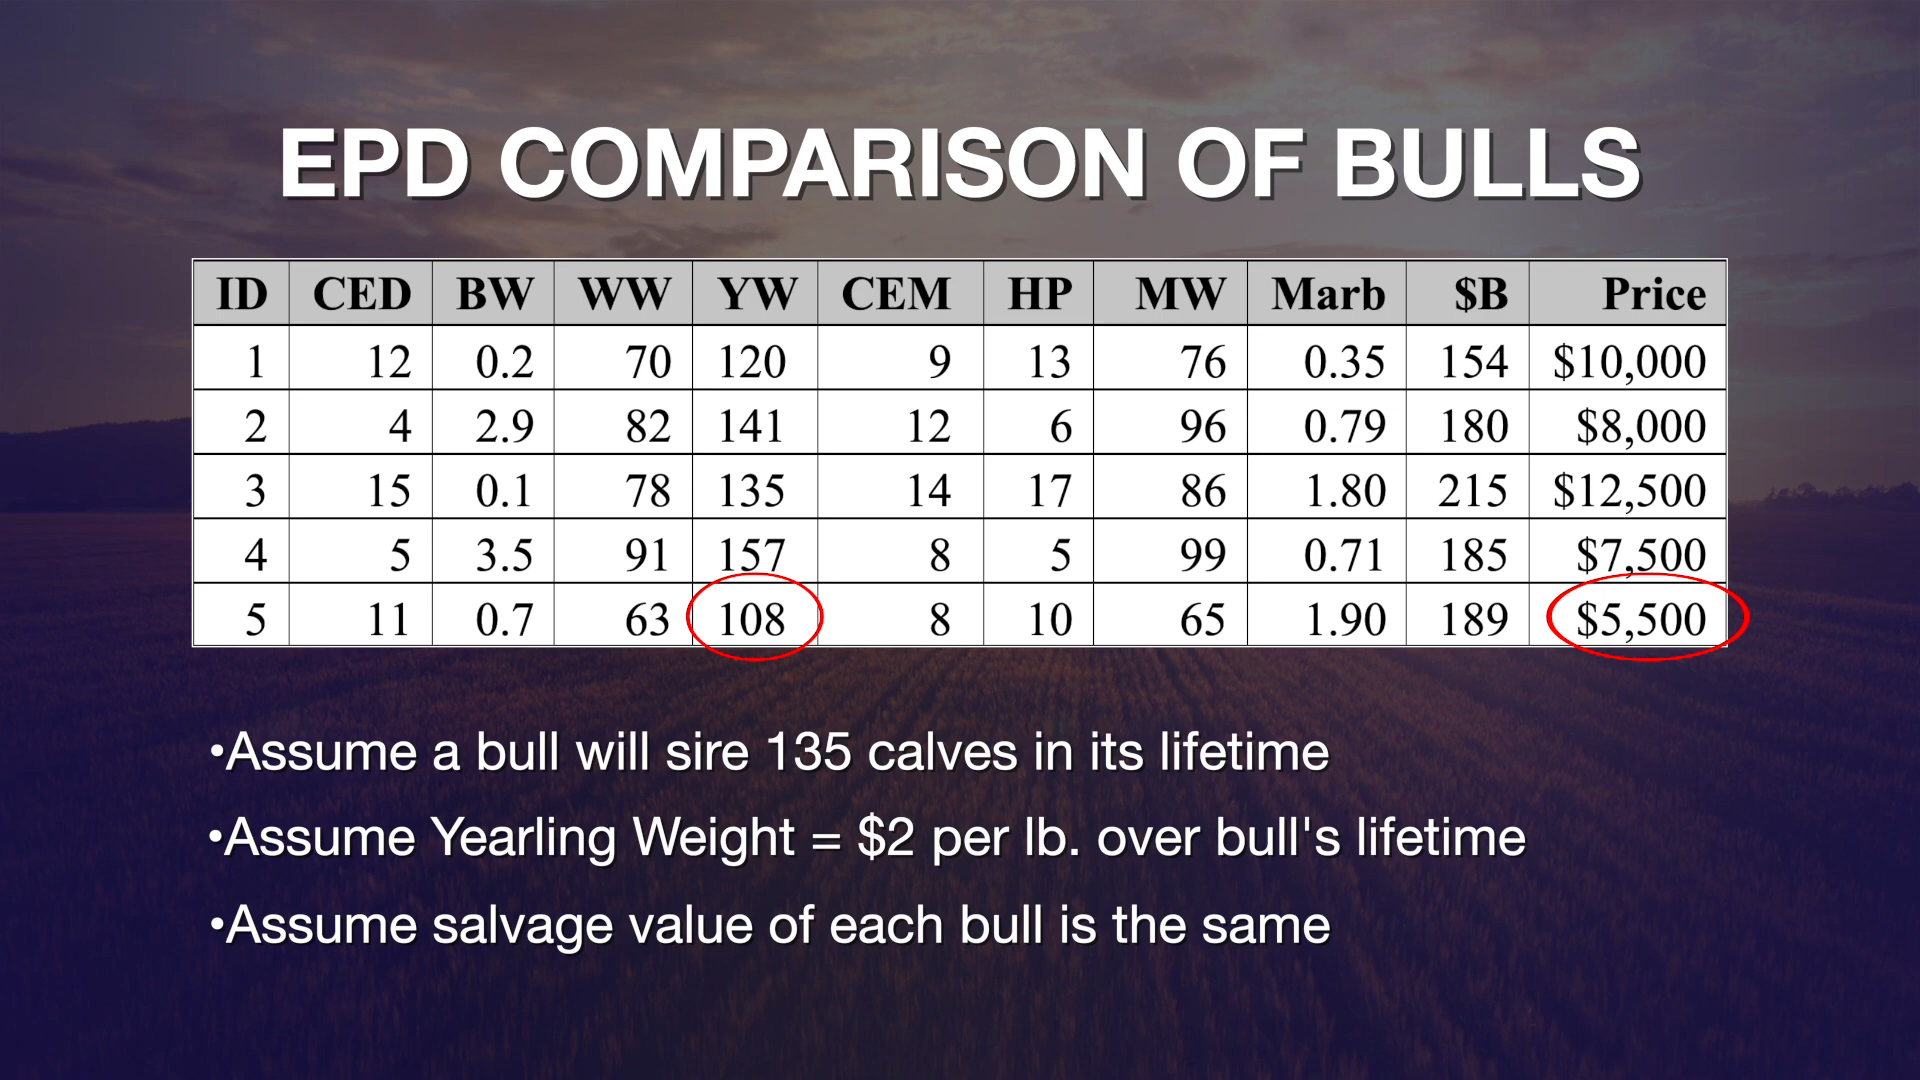 EPD COMPARISON OF BULLS
ID CED BW WW YW CEM HP MW Marb $B Price
1 12 0.2 70 120 9 13 76 0.35 154 $10,000
2 4 2.9 82 141 12 6 96 0.79 180 $8,000
3 15 0.1 78 135 14 17 86 1.80 215 $12,500
4 5 3.5 91 157 8 5 99 0.71 185 $7,500
5 11 0.7 63 108 8 10 65 1.90 189 $5,500
•Assume a bull will sire 135 calves in its lifetime
•Assume Yearling Weight = $2 per lb. over bull's lifetime
•Assume salvage value of each bull is the same